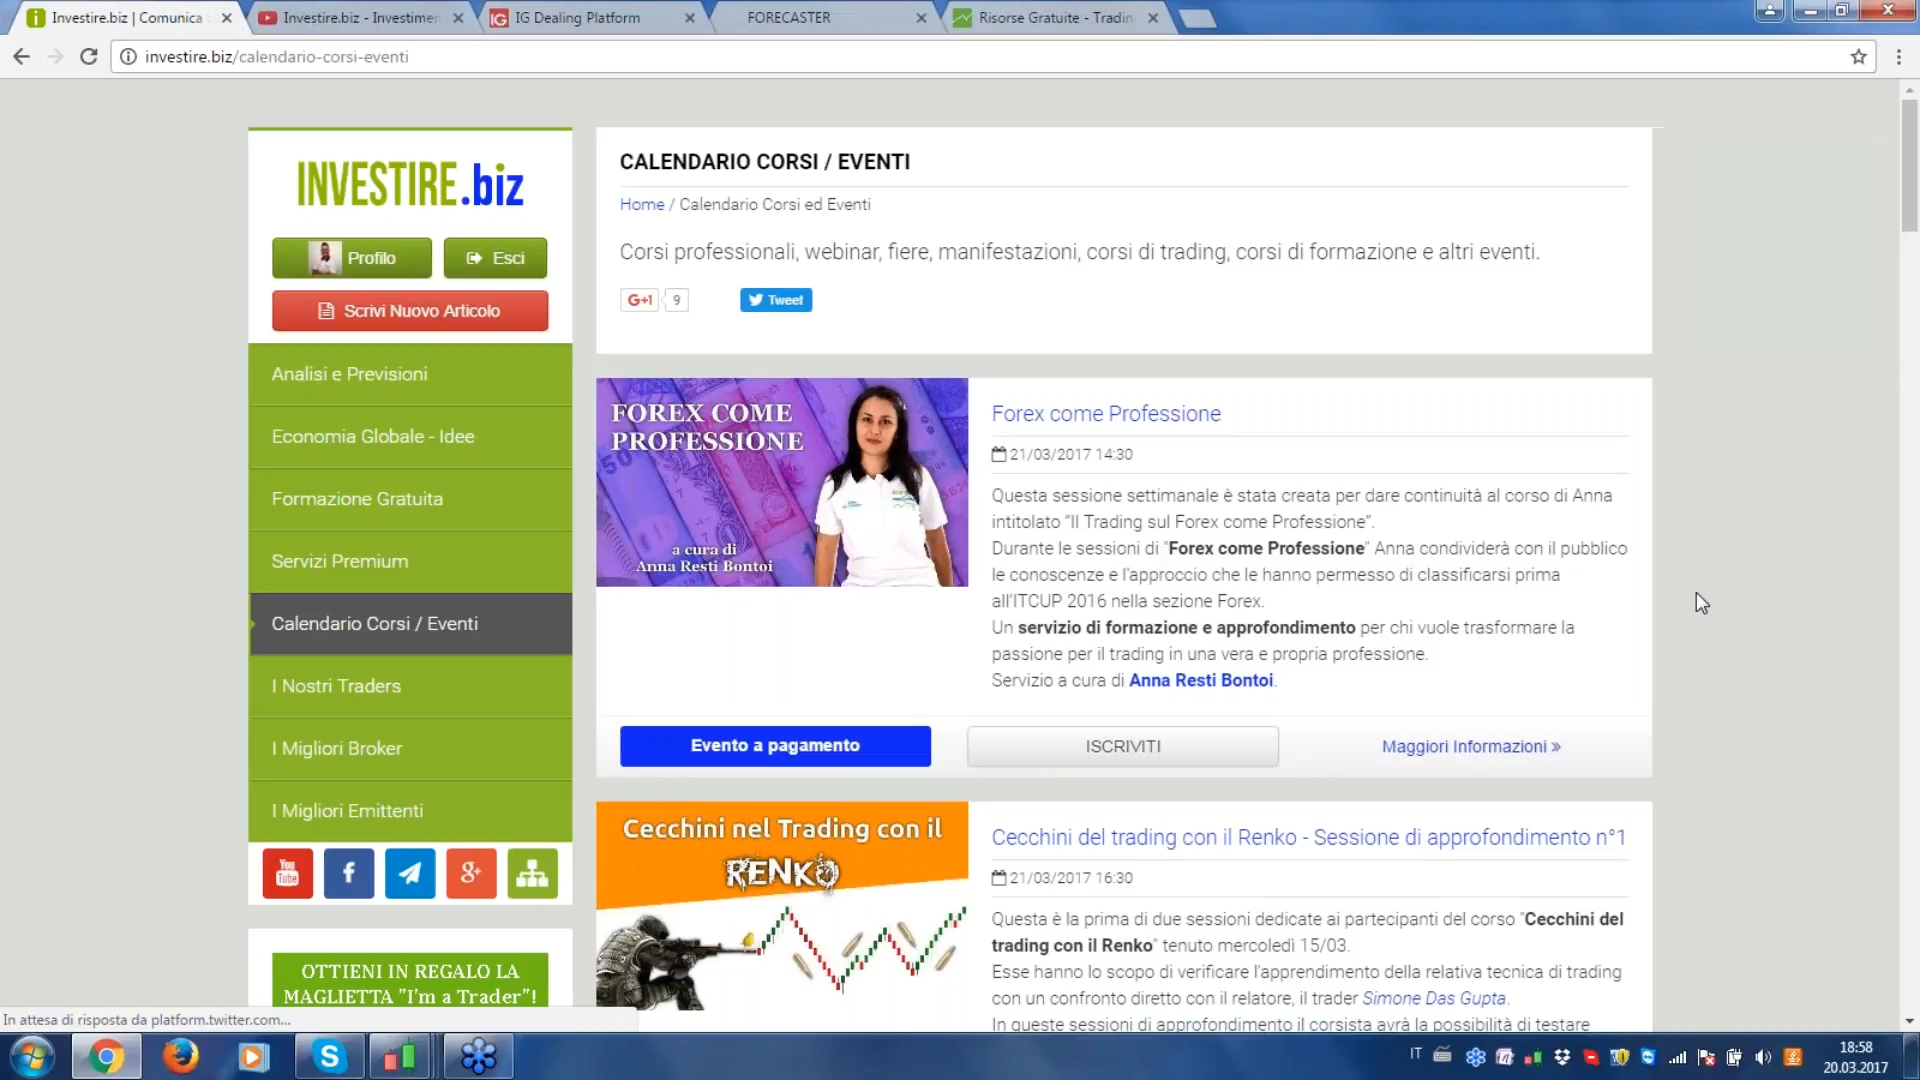 Investire.biz | Comunica
Investire.biz - Investimen
IG Dealing Platform
FORECASTER
Risorse Gratuite - Tradin
investire.biz/calendario-corsi-eventi
INVESTIRE.biz
Profilo
Esci
Scrivi Nuovo Articolo
Analisi e Previsioni
Economia Globale - Idee
Formazione Gratuita
Servizi Premium
Calendario Corsi / Eventi
I Nostri Traders
I Migliori Broker
I Migliori Emittenti
You
Tube
OTTIENI IN REGALO LA
MAGLIETTA "I'm a Trader"!
CALENDARIO CORSI / EVENTI
Home / Calendario Corsi ed Eventi
Corsi professionali, webinar, fiere, manifestazioni, corsi di trading, corsi di formazione e altri eventi.
G+1 9
Tweet
FOREX COME
PROFESSIONE
a cura di
Anna Resti Bontoi
Forex come Professione
21/03/2017 14:30
Questa sessione settimanale è stata creata per dare continuità al corso di Anna
intitolato “Il Trading sul Forex come Professione”.
Durante le sessioni di "Forex come Professione" Anna condividerà con il pubblico
le conoscenze e l'approccio che le hanno permesso di classificarsi prima
all'ITCUP 2016 nella sezione Forex.
Un servizio di formazione e approfondimento per chi vuole trasformare la
passione per il trading in una vera e propria professione.
Servizio a cura di Anna Resti Bontoi.
Evento a pagamento
ISCRIVITI
Maggiori Informazioni »
Cecchini nel Trading con il
RENKO
Cecchini del trading con il Renko - Sessione di approfondimento n°1
21/03/2017 16:30
Questa è la prima di due sessioni dedicate ai partecipanti del corso "Cecchini del
trading con il Renko" tenuto mercoledì 15/03.
Esse hanno lo scopo di verificare l'apprendimento della relativa tecnica di trading
con un confronto diretto con il relatore, il trader Simone Das Gupta.
In queste sessioni di approfondimento il corsista avrà la possibilità di testare
In attesa di risposta da platform.twitter.com...
IT
18:58
20.03.2017